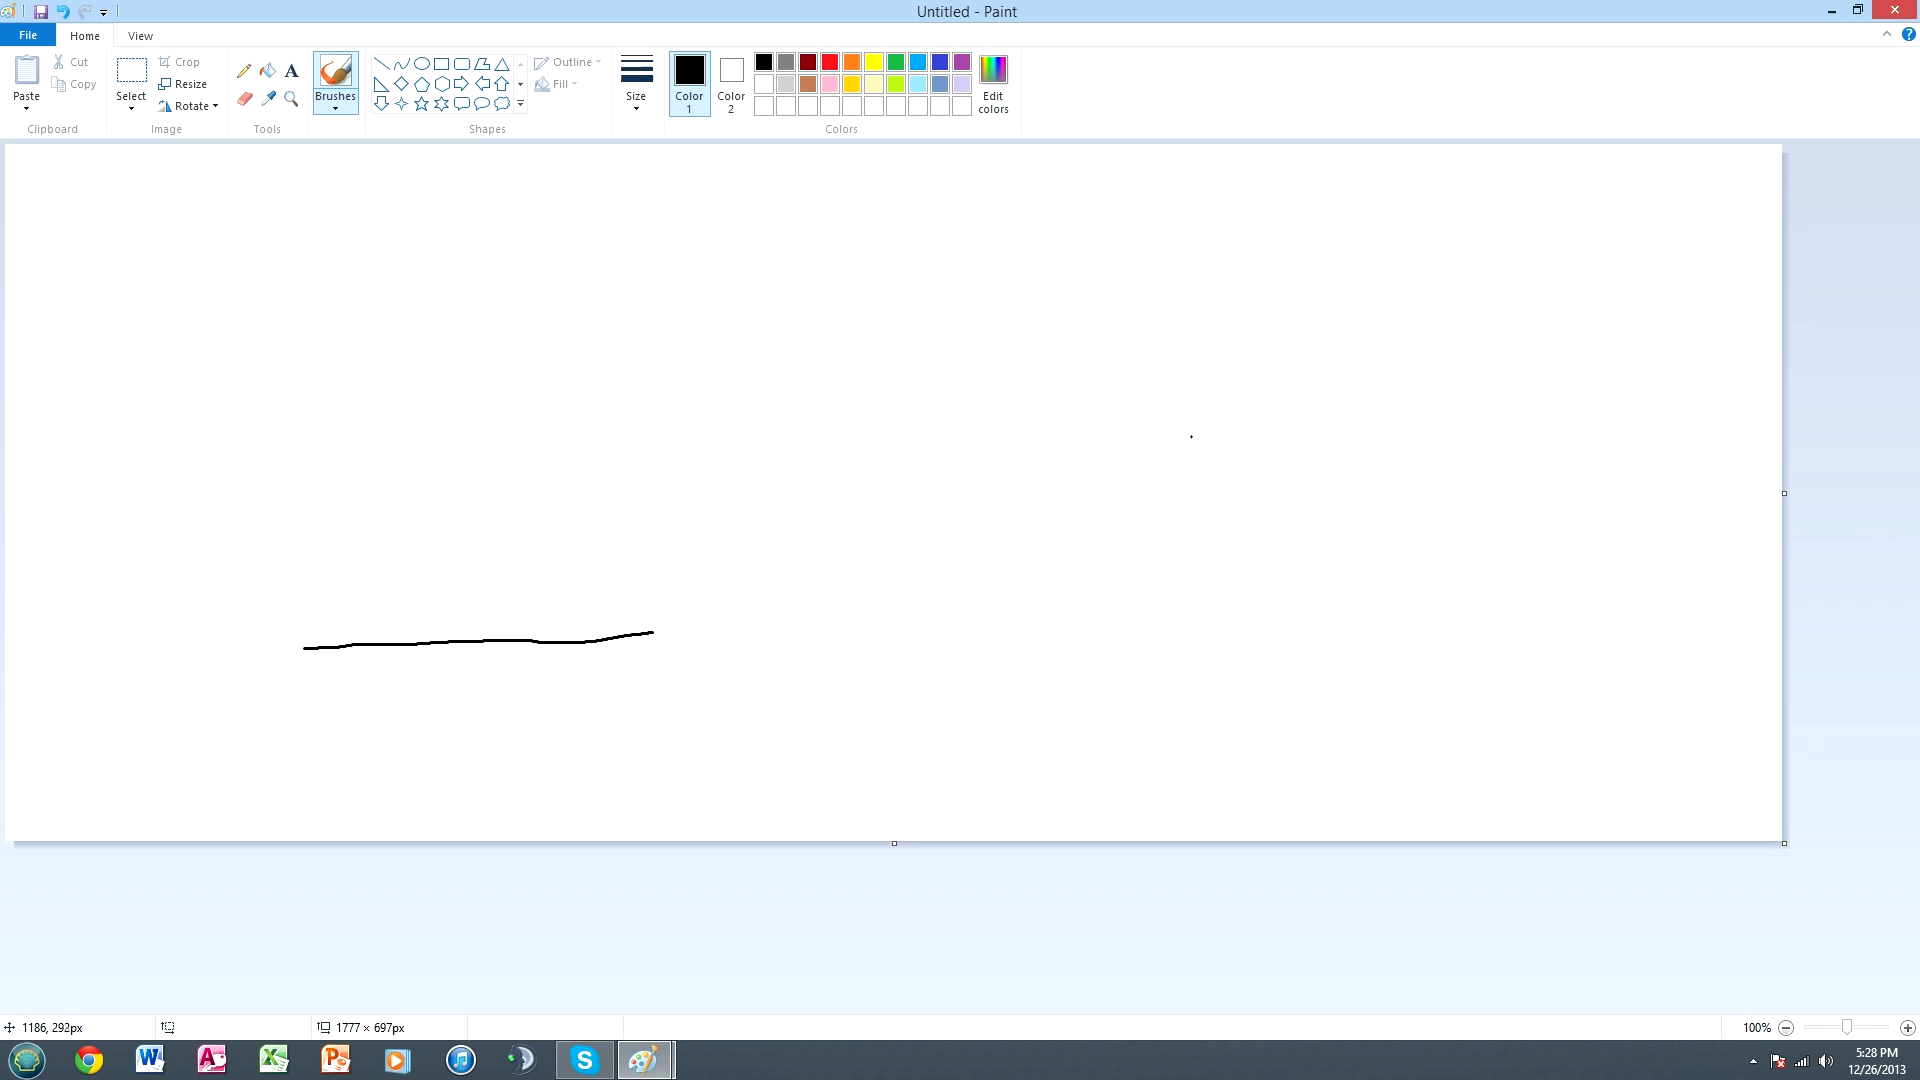 Untitled - Paint
File Home View
Paste Cut Copy Clipboard
Select Crop Resize Rotate Image
A Tools
Brushes
Shapes Outline Fill
Size
Color 1 Color 2 Edit colors Colors
1186, 292px 1777 × 697px 100%
5:28 PM
12/26/2013